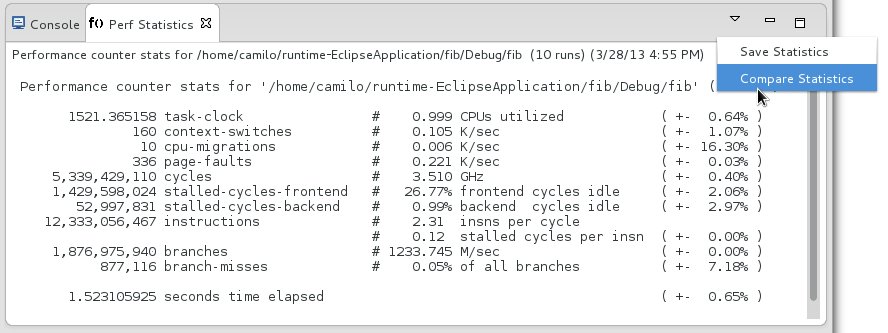 Console f() Perf Statistics
Save Statistics
Performance counter stats for /home/camilo/runtime-EclipseApplication/fib/Debug/fib (10 runs) (3/28/13 4:55 PM)
Compare Statistics
Performance counter stats for '/home/camilo/runtime-EclipseApplication/fib/Debug/fib' (
1521.365158 task-clock # 0.999 CPUs utilized ( +- 0.64% )
160 context-switches # 0.105 K/sec ( +- 1.07% )
10 cpu-migrations # 0.006 K/sec ( +- 16.30% )
336 page-faults # 0.221 K/sec ( +- 0.03% )
5,339,429,110 cycles # 3.510 GHz ( +- 0.40% )
1,429,598,024 stalled-cycles-frontend # 26.77% frontend cycles idle ( +- 2.06% )
52,997,831 stalled-cycles-backend # 0.99% backend cycles idle ( +- 2.97% )
12,333,056,467 instructions # 2.31 insns per cycle
# 0.12 stalled cycles per insn ( +- 0.00% )
1,876,975,940 branches # 1233.745 M/sec ( +- 0.00% )
877,116 branch-misses # 0.05% of all branches ( +- 7.18% )
1.523105925 seconds time elapsed ( +- 0.65% )